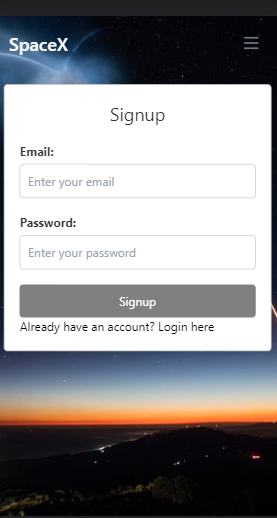 SpaceX
Signup
Email:
Enter your email
Password:
Enter your password
Signup
Already have an account? Login here